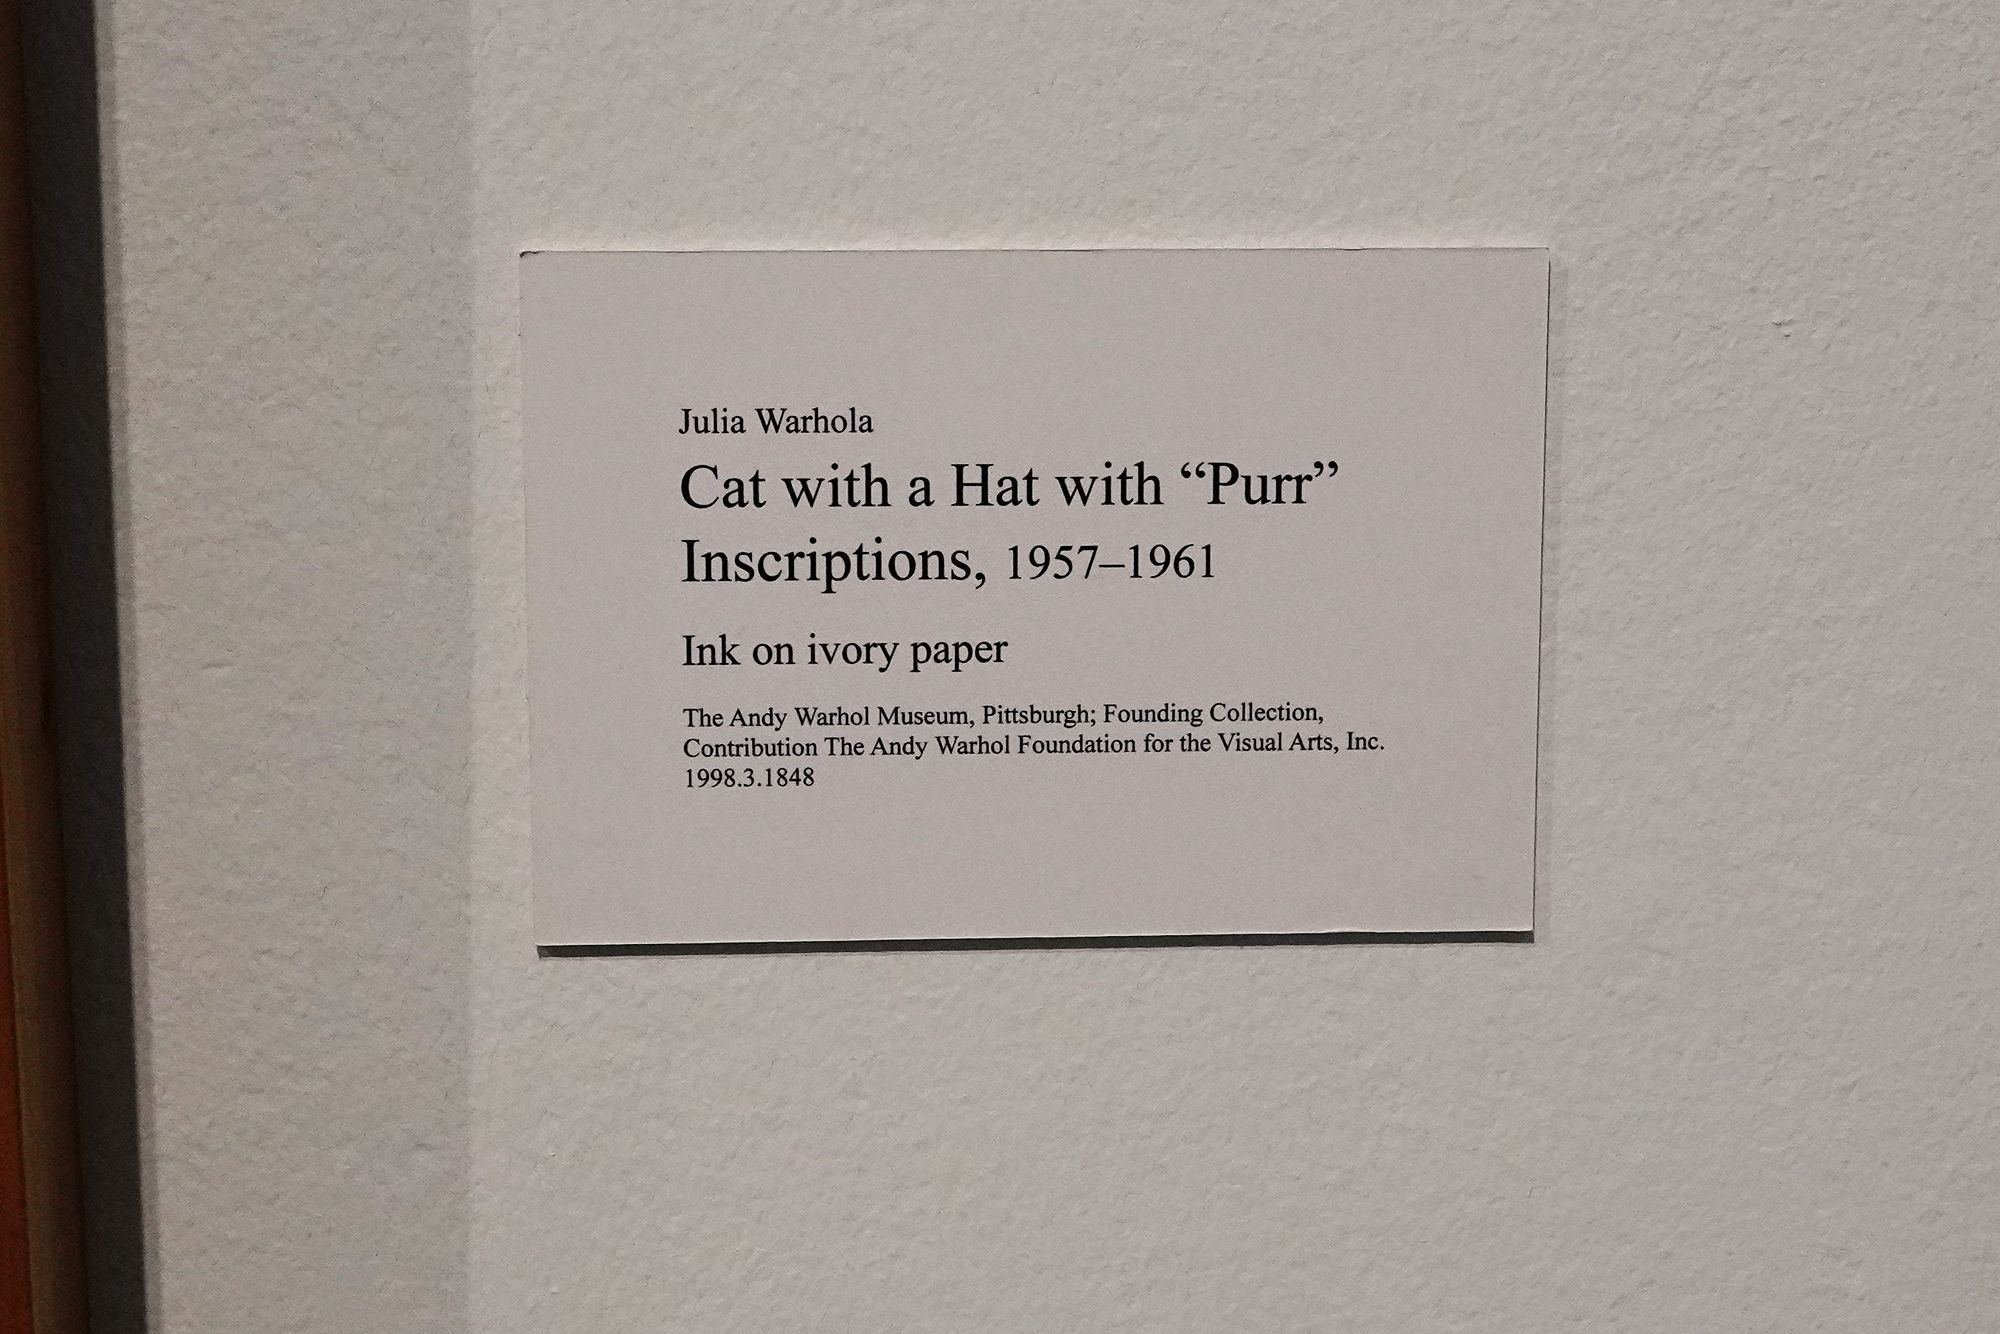 Julia Warhola
Cat with a Hat with “Purr”
Inscriptions, 1957–1961
Ink on ivory paper
The Andy Warhol Museum, Pittsburgh; Founding Collection,
Contribution The Andy Warhol Foundation for the Visual Arts, Inc.
1998.3.1848